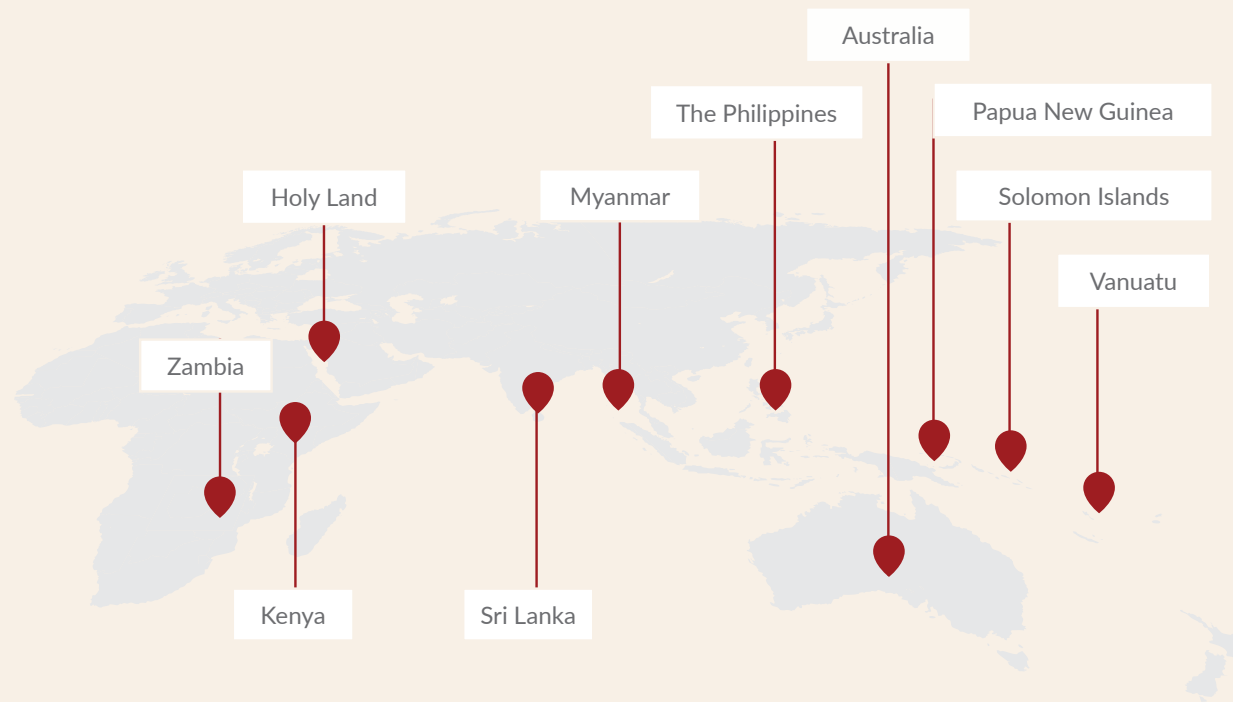 Australia
The Philippines
Papua New Guinea
Holy Land
Myanmar
Solomon Islands
Vanuatu
Zambia
Kenya
Sri Lanka